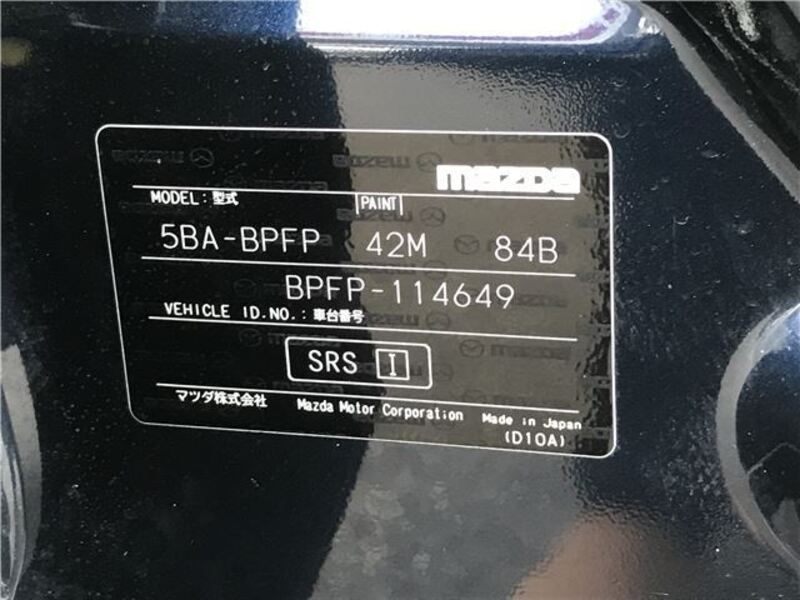 mazDa
MODEL:型式 PAINT
5BA-BPFP 42M 84B
BPFP-114649
VEHICLE ID.NO.:車台番号
SRS I
マツダ株式会社 Mazda Motor Corporation Made in Japan
(D10A)